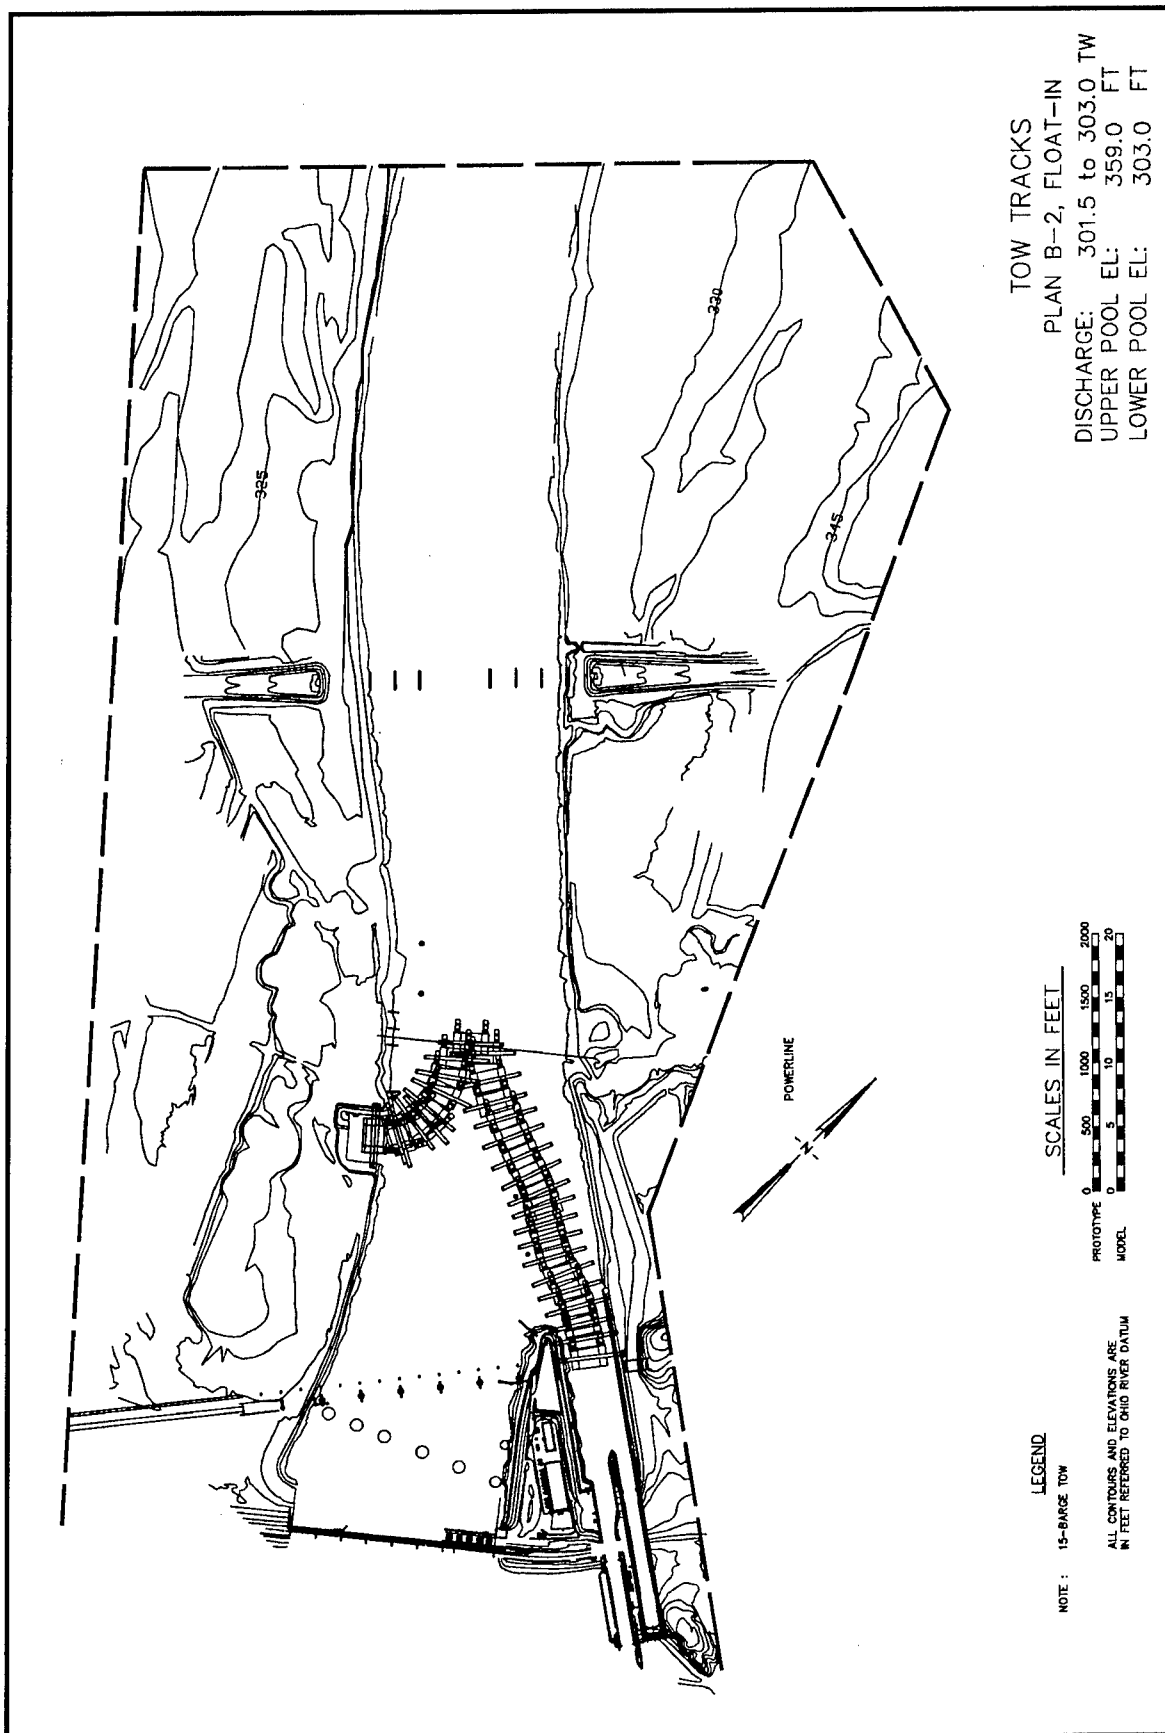 TOW TRACKS
PLAN B-2, FLOAT-IN
DISCHARGE: 301.5 to 303.0 TW
UPPER POOL EL: 359.0 FT
LOWER POOL EL: 303.0 FT
325
330
345
POWERLINE
N
SCALES IN FEET
PROTOTYPE 0 500 1000 1500 2000
MODEL 0 5 10 15 20
LEGEND
NOTE : 15-BARGE TOW
ALL CONTOURS AND ELEVATIONS ARE
IN FEET REFERRED TO OHIO RIVER DATUM